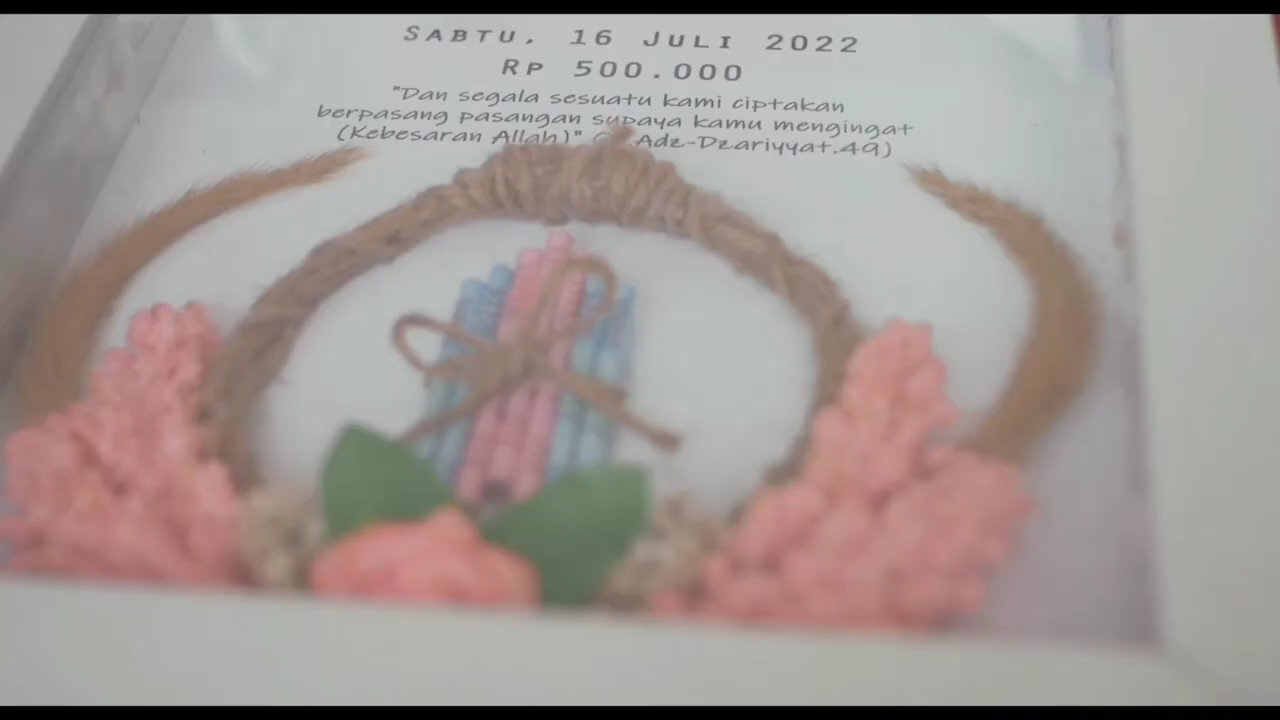 SABTU, 16 JULI 2022
RP 500.000
"Dan segala sesuatu kami ciptakan
berpasang pasangan supaya kamu mengingat
(Kebesaran Allah)" Adz-Dzariyyat.49)